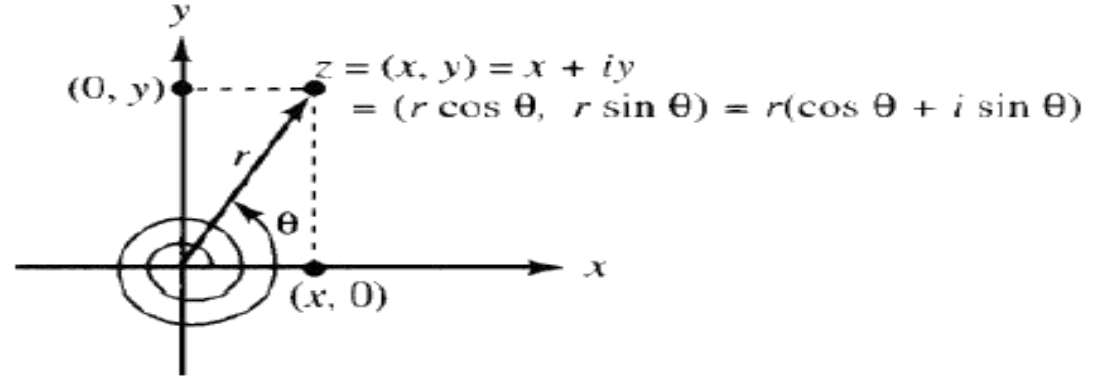 y
(0, y)
z = (x, y) = x + iy
= (r cos θ, r sin θ) = r(cos θ + i sin θ)
r
θ
x
(x, 0)